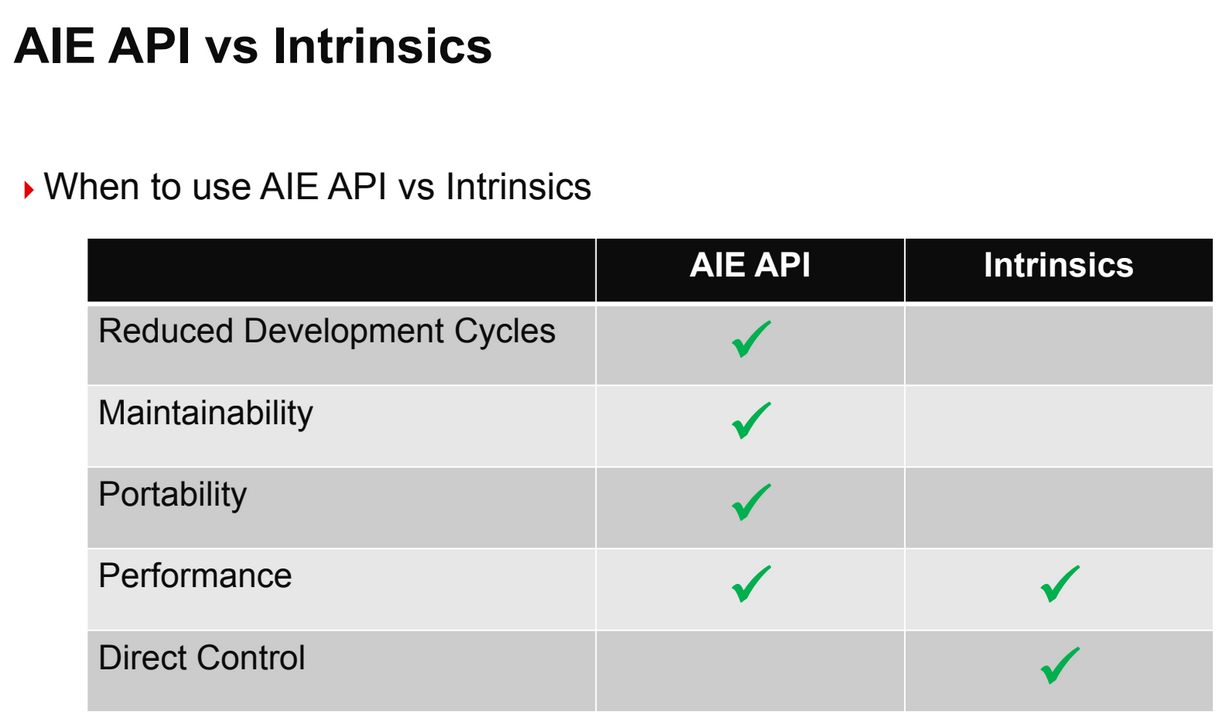 AIE API vs Intrinsics
When to use AIE API vs Intrinsics
AIE API Intrinsics
Reduced Development Cycles ✓
Maintainability ✓
Portability ✓
Performance ✓ ✓
Direct Control ✓